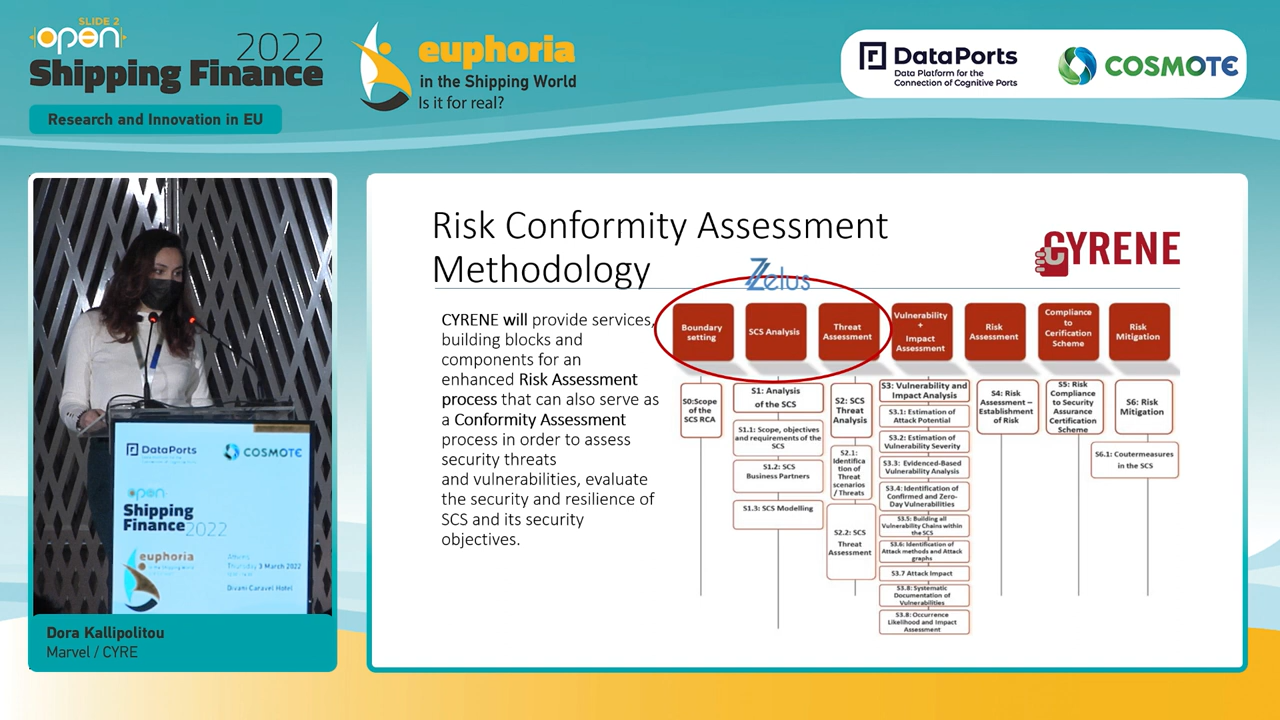 SLIDE 2
open
Shipping Finance
2022
Research and Innovation in EU
euphoria
in the Shipping World
Is it for real?
DataPorts
Data Platform for the
Connection of Cognitive Ports
COSMOTE
Risk Conformity Assessment
Methodology
Zelus
CYRENE
CYRENE will provide services,
building blocks and
components for an
enhanced Risk Assessment
process that can also serve as
a Conformity Assessment
process in order to assess
security threats
and vulnerabilities, evaluate
the security and resilience of
SCS and its security
objectives.
Boundary
setting
SCS Analysis
Threat
Assessment
Vulnerability
+
Impact
Assessment
Risk
Assessment
Compliance
to
Cerification
Scheme
Risk
Mitigation
S0:Scope
of the
SCS RCA
S1: Analysis
of the SCS
S1.1: Scope, objectives
and requirements of the
SCS
S1.2: SCS
Business Partners
S1.3: SCS Modelling
S2: SCS
Threat
Analysis
S2.1:
Identifica
tion of
Threat
scenarios
/ Threats
S2.2: SCS
Threat
Assessment
S3: Vulnerability and
Impact Analysis
S3.1: Estimation of
Attack Potential
S3.2: Estimation of
Vulnerability Severity
S3.3: Evidenced-Based
Vulnerability Analysis
S3.4: Identification of
Confirmed and Zero-
Day Vulnerabilities
S3.5: Building all
Vulnerability Chains within
the SCS
S3.6: Identification of
Attack methods and Attack
graphs
S3.7 Attack Impact
S3.8: Systematic
Documentation of
Vulnerabilities
S3.8: Occurrence
Likelihood and Impact
Assessment
S4: Risk
Assessment –
Establishment
of Risk
S5: Risk
Compliance
to Security
Assurance
Certification
Scheme
S6: Risk
Mitigation
S6.1: Coutermeasures
in the SCS
DataPorts
COSMOTE
open
Shipping
Finance 2022
euphoria
in the Shipping World
Athens
Thursday 3 March 2022
Divani Caravel Hotel
Dora Kallipolitou
Marvel / CYRE